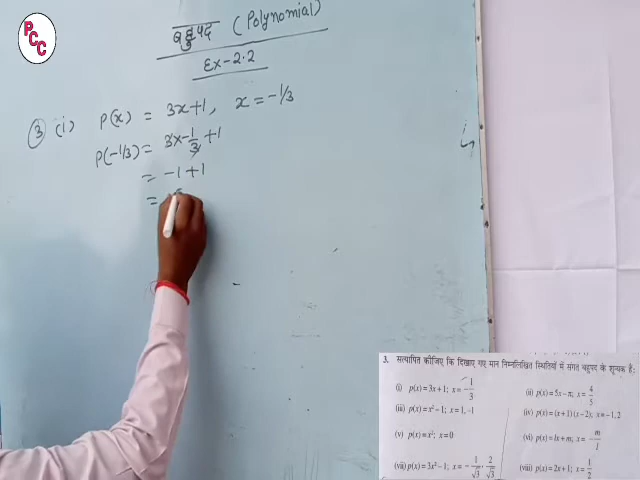 PCC
बहुपद (Polynomial)
Ex-2.2
③ (i) P(x) = 3x+1, x = -1/3
P(-1/3) = 3x-1/3 +1
= -1+1
=
3. सत्यापित कीजिए कि दिखाए गए मान निम्नलिखित स्थितियों में संगत बहुपद के शून्यक हैं:
(i) p(x) = 3x + 1; x = -1/3 (ii) p(x) = 5x – π, x = 4/5
(iii) p(x) = x² – 1; x = 1, –1 (iv) p(x) = (x + 1) (x – 2); x = –1, 2
(v) p(x) = x²; x = 0 (vi) p(x) = lx + m; x = –m/l
(vii) p(x) = 3x² – 1; x = –1/√3, 2/√3 (viii) p(x) = 2x + 1; x = 1/2